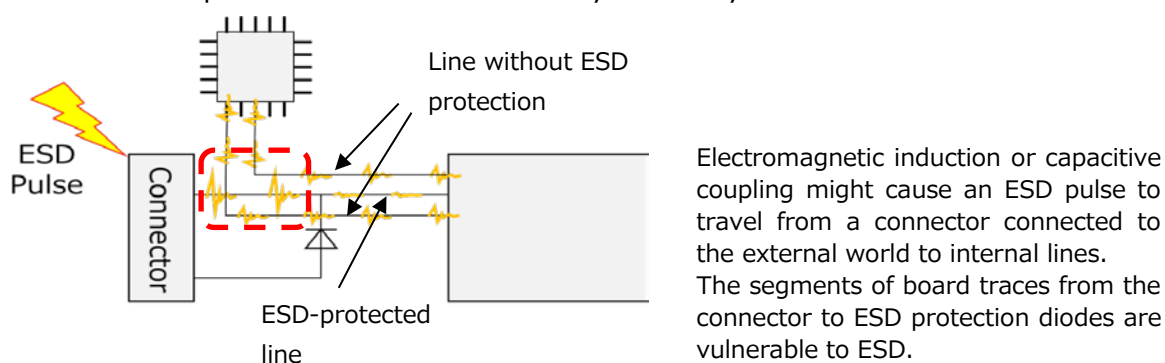 Line without ESD
protection
ESD
Pulse
Connector
ESD-protected
line
Electromagnetic induction or capacitive
coupling might cause an ESD pulse to
travel from a connector connected to
the external world to internal lines.
The segments of board traces from the
connector to ESD protection diodes are
vulnerable to ESD.